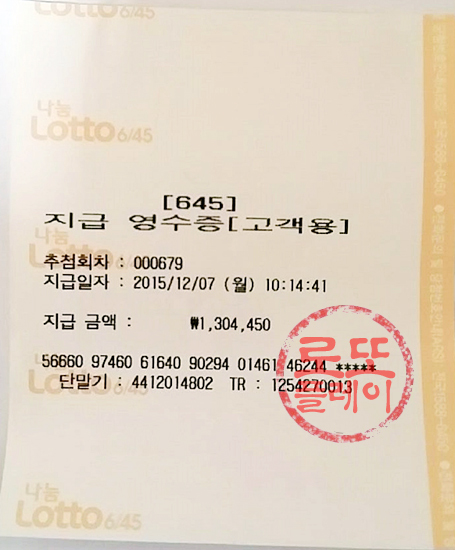 Lotto 6/45
나눔
Lotto 6/45
[645]
지급 영수증[고객용]
나눔
추첨회차 : 000679
지급일자 : 2015/12/07 (월) 10:14:41
지급 금액 : ₩1,304,450
56660 97460 61640 90294 01461 46244 *****
단말기 : 4412014802 TR : 1254270013
로또
플레이
나눔
Lotto 6/45